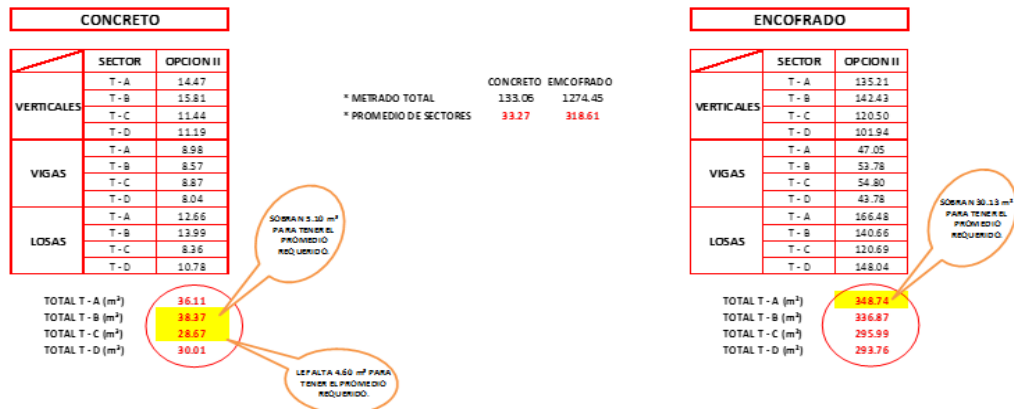 CONCRETO
SECTOR OPCION II
VERTICALES
T - A 14.47
T - B 15.81
T - C 11.44
T - D 11.19
VIGAS
T - A 8.98
T - B 8.57
T - C 8.87
T - D 8.04
LOSAS
T - A 12.66
T - B 13.99
T - C 8.36
T - D 10.78
TOTAL T - A (m³) 36.11
TOTAL T - B (m³) 38.37
TOTAL T - C (m³) 28.67
TOTAL T - D (m³) 30.01
SOBRAN 5.10 m³
PARA TENER EL
PROMEDIO
REQUERIDO.
LE FALTA 4.60 m³ PARA
TENER EL PROMEDIO
REQUERIDO.
CONCRETO EMCOFRADO
* METRADO TOTAL 133.06 1274.45
* PROMEDIO DE SECTORES 33.27 318.61
ENCOFRADO
SECTOR OPCION II
VERTICALES
T - A 135.21
T - B 142.43
T - C 120.50
T - D 101.94
VIGAS
T - A 47.05
T - B 53.78
T - C 54.80
T - D 43.78
LOSAS
T - A 166.48
T - B 140.66
T - C 120.69
T - D 148.04
TOTAL T - A (m²) 348.74
TOTAL T - B (m²) 336.87
TOTAL T - C (m²) 295.99
TOTAL T - D (m²) 293.76
SOBRAN 30.13 m²
PARA TENER EL
PROMEDIO
REQUERIDO.